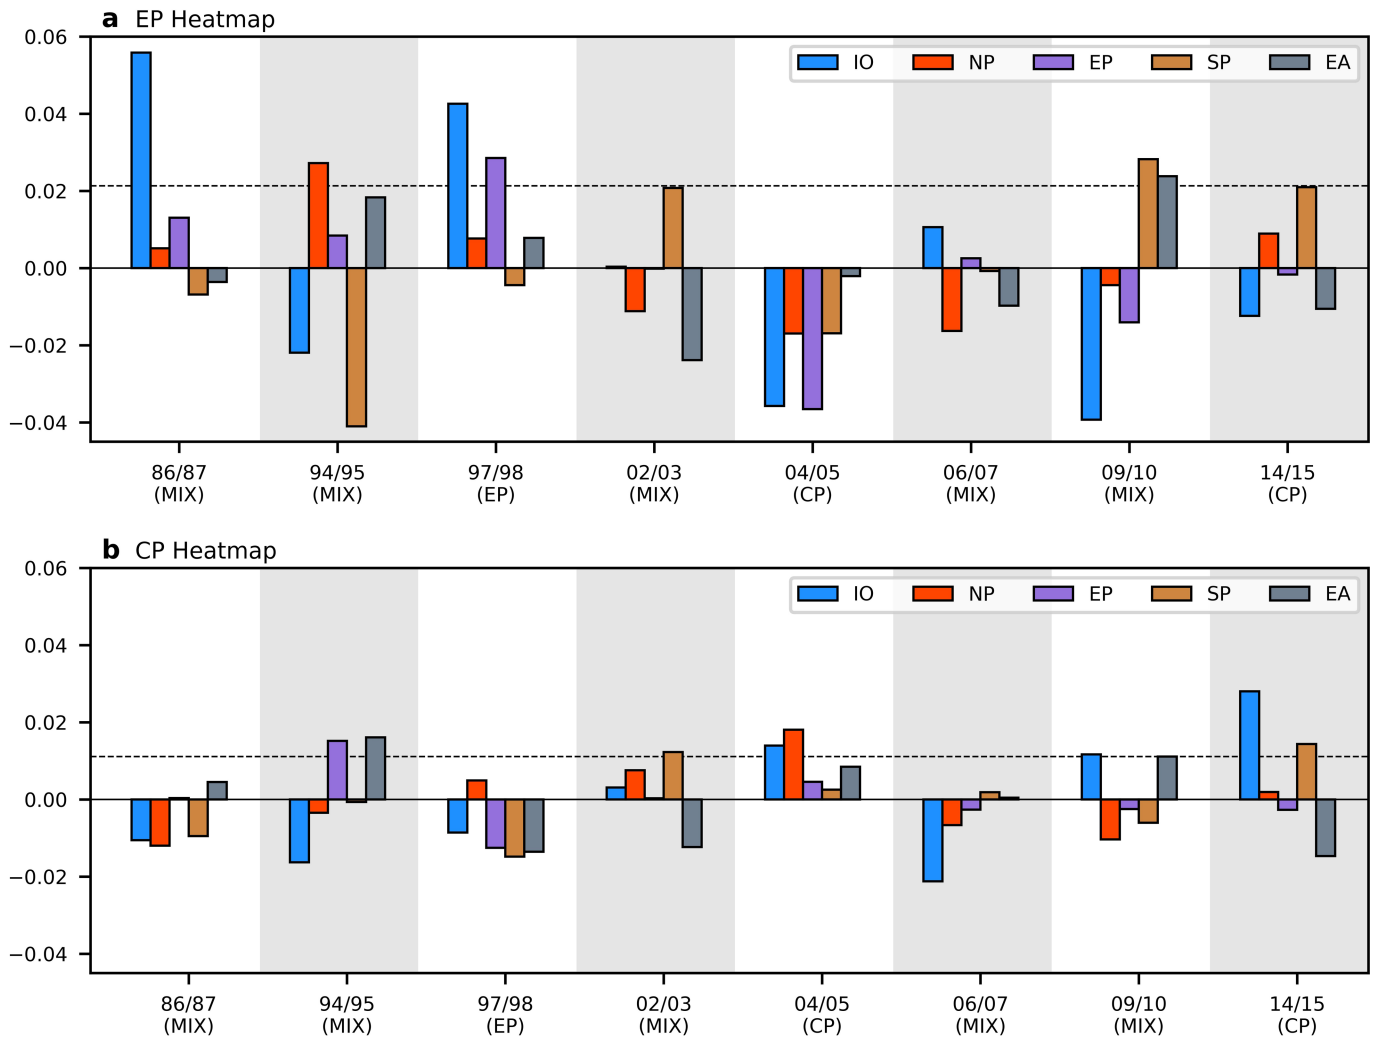 a EP Heatmap
0.06
0.04
0.02
0.00
−0.02
−0.04
IO NP EP SP EA
86/87 94/95 97/98 02/03 04/05 06/07 09/10 14/15
(MIX) (MIX) (EP) (MIX) (CP) (MIX) (MIX) (CP)
b CP Heatmap
0.06
0.04
0.02
0.00
−0.02
−0.04
IO NP EP SP EA
86/87 94/95 97/98 02/03 04/05 06/07 09/10 14/15
(MIX) (MIX) (EP) (MIX) (CP) (MIX) (MIX) (CP)